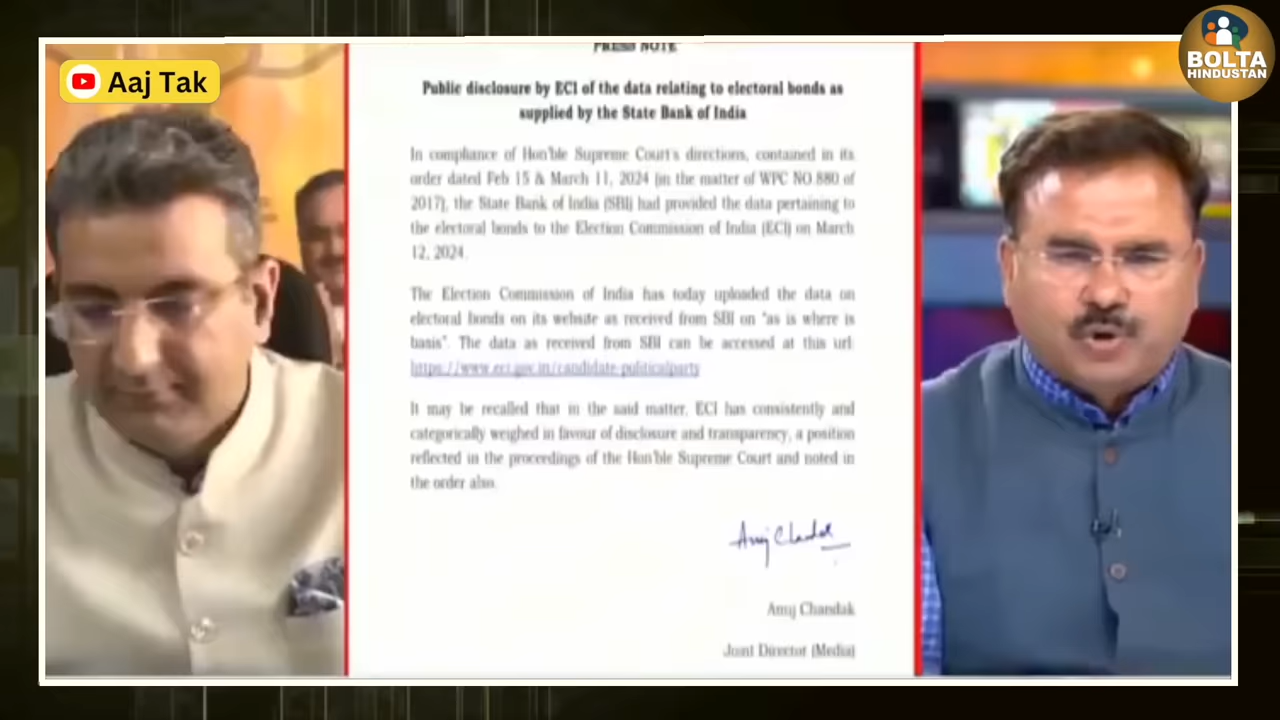 Aaj Tak
BOLTA
HINDUSTAN
PRESS NOTE
Public disclosure by ECI of the data relating to electoral bonds as
supplied by the State Bank of India
In compliance of Hon'ble Supreme Court's directions, contained in its
order dated Feb 15 & March 11, 2024 (in the matter of WPC NO.880 of
2017), the State Bank of India (SBI) had provided the data pertaining to
the electoral bonds to the Election Commission of India (ECI) on March
12, 2024.
The Election Commission of India has today uploaded the data on
electoral bonds on its website as received from SBI on "as is where is
basis". The data as received from SBI can be accessed at this url:
https://www.eci.gov.in/candidate-politicalparty
It may be recalled that in the said matter, ECI has consistently and
categorically weighed in favour of disclosure and transparency, a position
reflected in the proceedings of the Hon'ble Supreme Court and noted in
the order also.
Anuj Chandak
Anuj Chandak
Joint Director (Media)